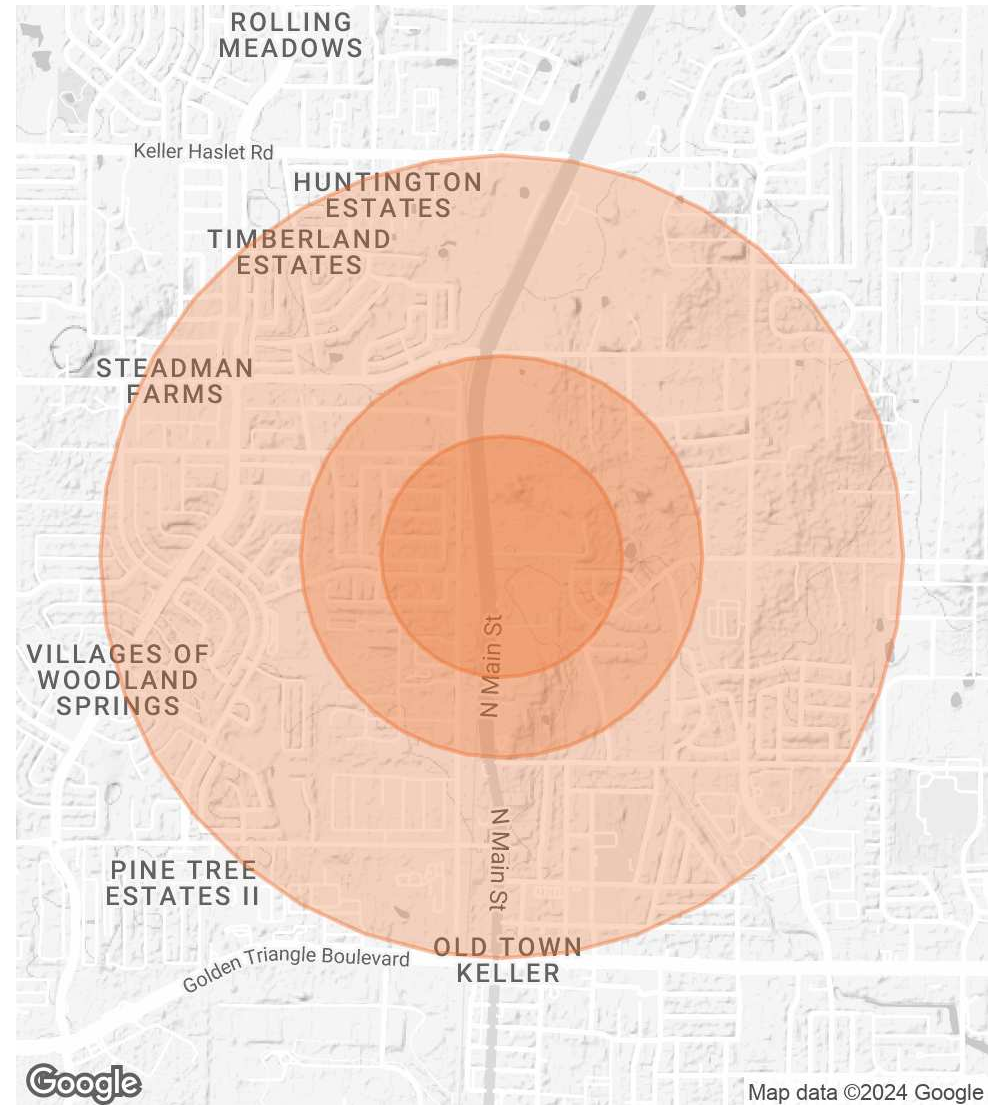 ROLLING
MEADOWS
Keller Haslet Rd
HUNTINGTON
ESTATES
TIMBERLAND
ESTATES
STEADMAN
FARMS
N Main St
VILLAGES OF
WOODLAND
SPRINGS
N Main St
PINE TREE
ESTATES II
OLD TOWN
KELLER
Golden Triangle Boulevard
Google
Map data ©2024 Google